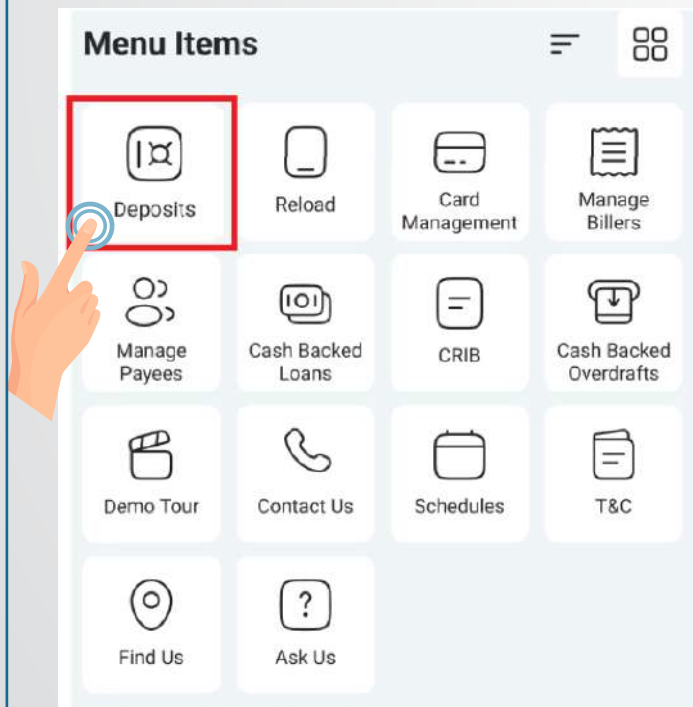 Menu Items
Deposits
Reload
Card
Management
Manage
Billers
Manage
Payees
Cash Backed
Loans
CRIB
Cash Backed
Overdrafts
Demo Tour
Contact Us
Schedules
T&C
Find Us
?
Ask Us